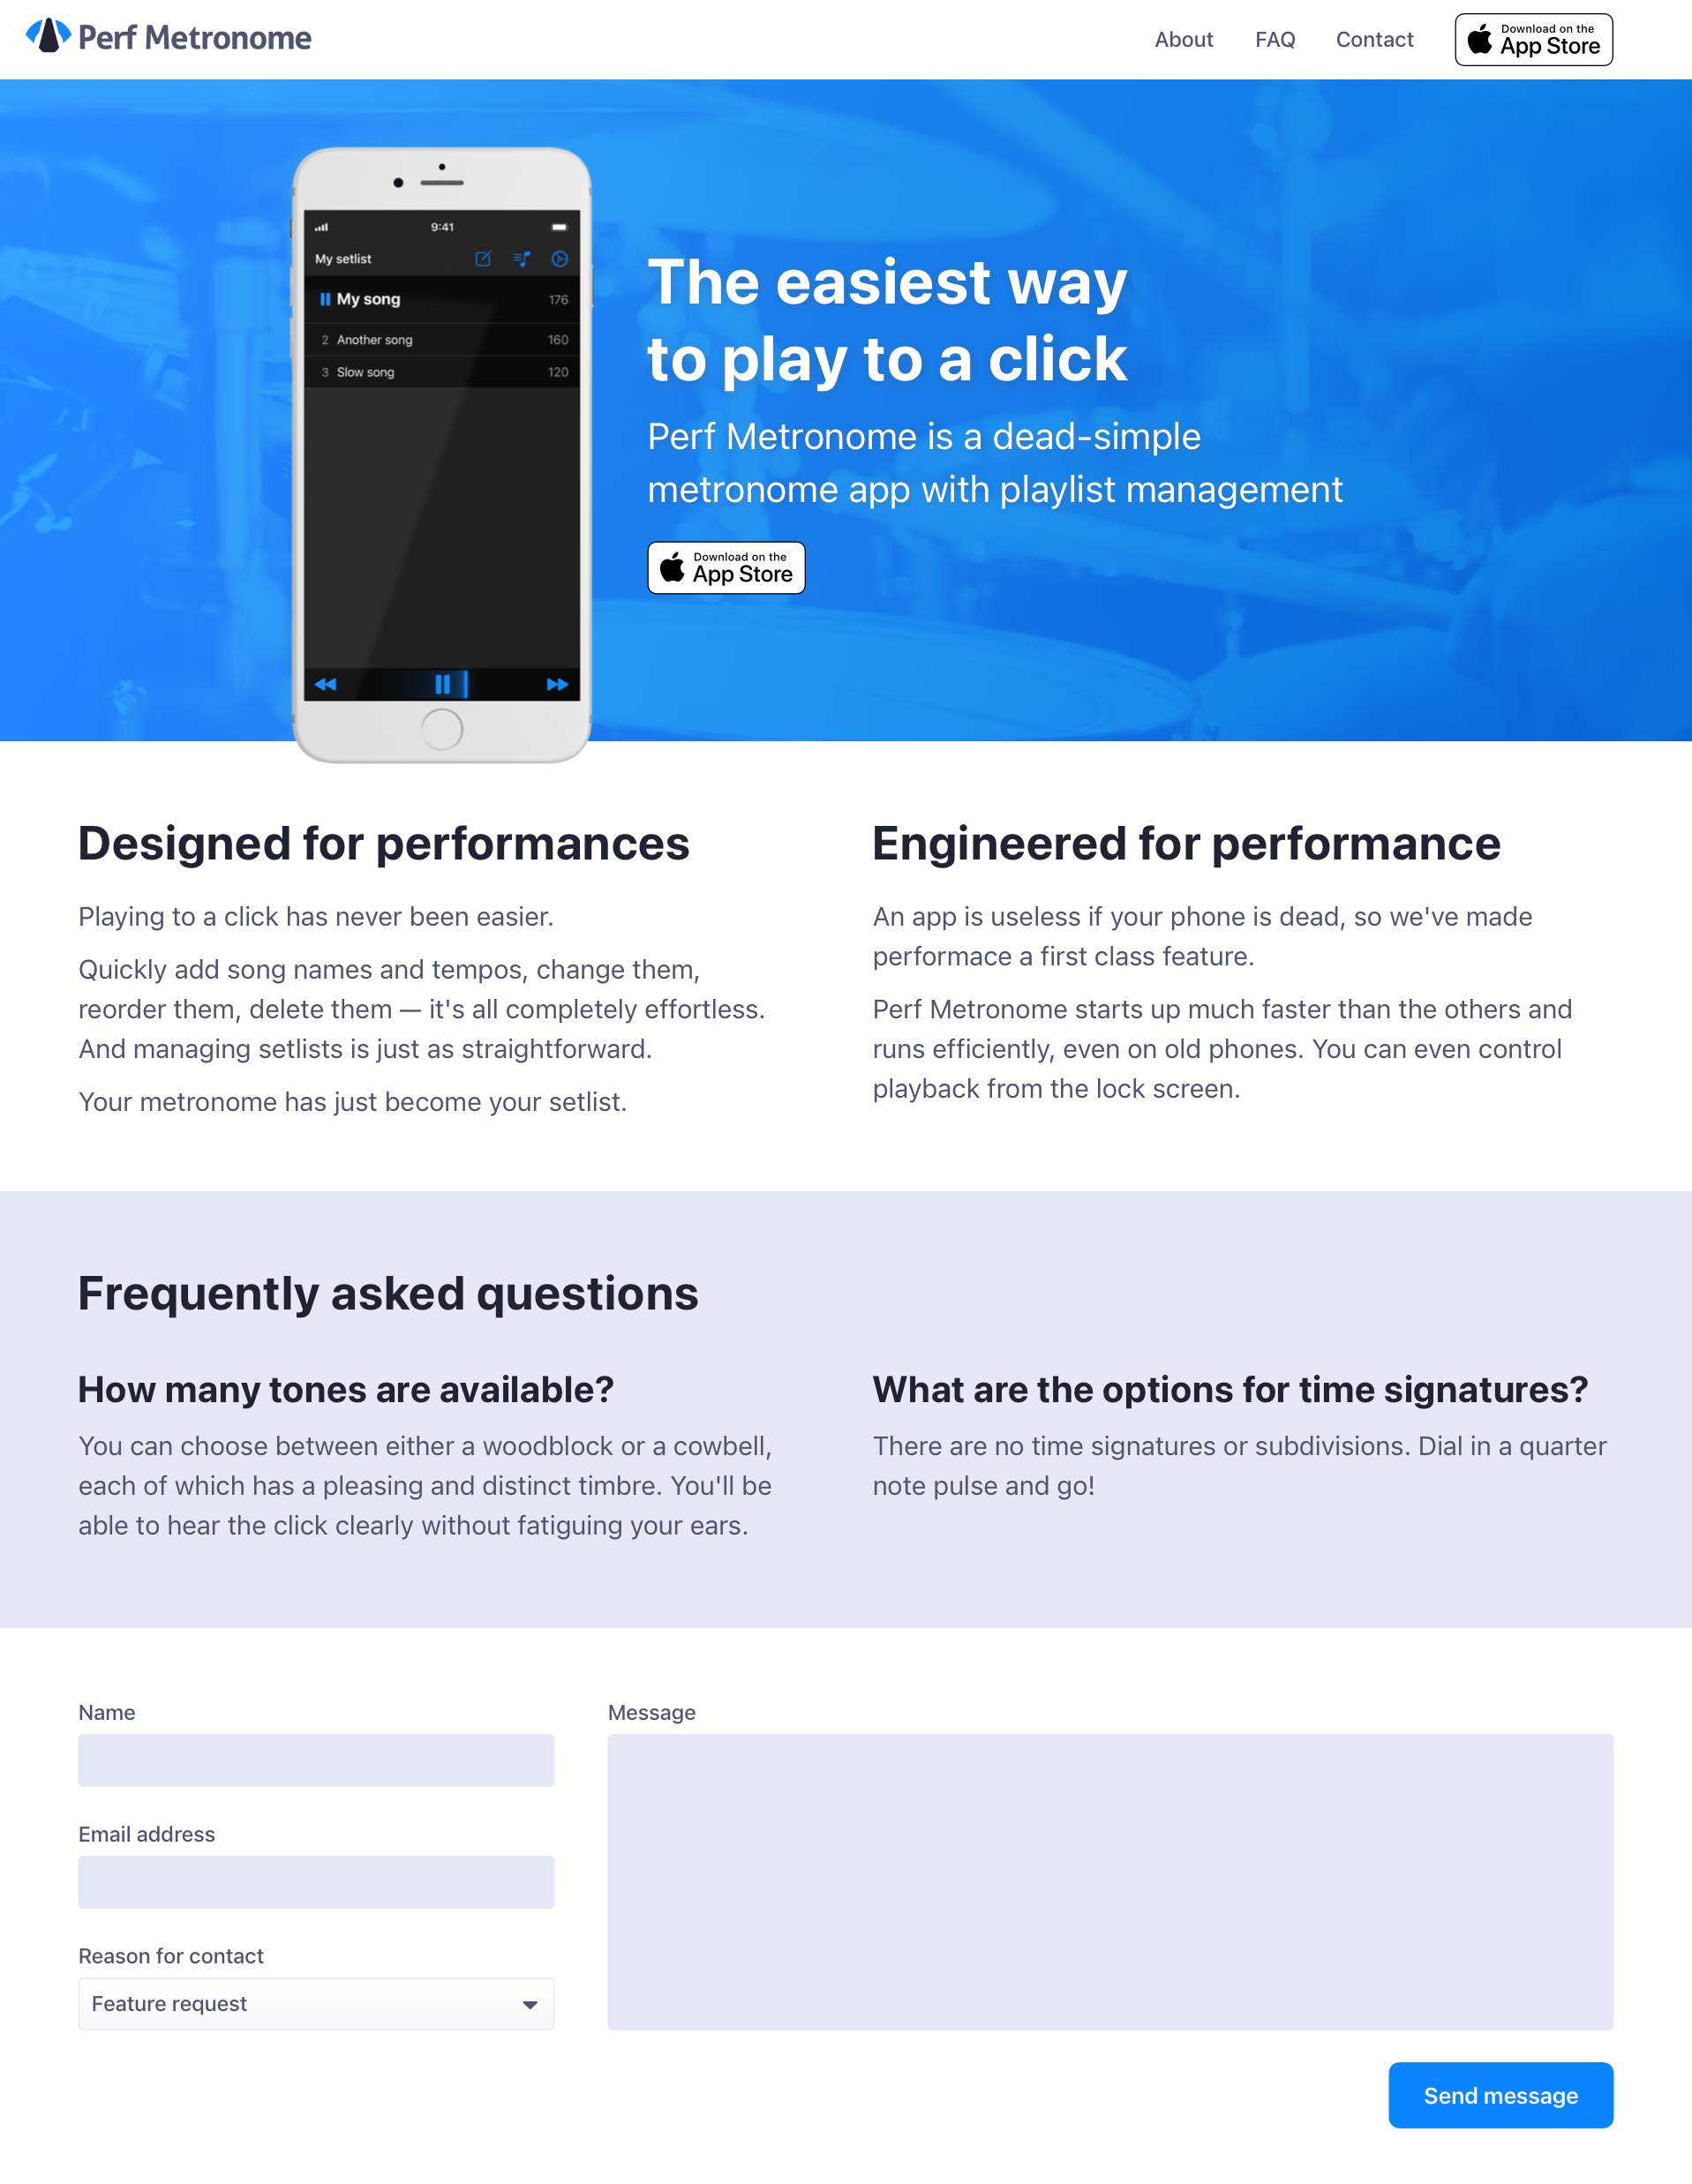 Perf Metronome
About
FAQ
Contact
Download on the
App Store
9:41
My setlist
My song 176
2 Another song 160
3 Slow song 120
The easiest way
to play to a click
Perf Metronome is a dead-simple
metronome app with playlist management
Download on the
App Store
Designed for performances
Playing to a click has never been easier.
Quickly add song names and tempos, change them,
reorder them, delete them — it's all completely effortless.
And managing setlists is just as straightforward.
Your metronome has just become your setlist.
Engineered for performance
An app is useless if your phone is dead, so we've made
performace a first class feature.
Perf Metronome starts up much faster than the others and
runs efficiently, even on old phones. You can even control
playback from the lock screen.
Frequently asked questions
How many tones are available?
You can choose between either a woodblock or a cowbell,
each of which has a pleasing and distinct timbre. You'll be
able to hear the click clearly without fatiguing your ears.
What are the options for time signatures?
There are no time signatures or subdivisions. Dial in a quarter
note pulse and go!
Name
Email address
Reason for contact
Feature request
Message
Send message